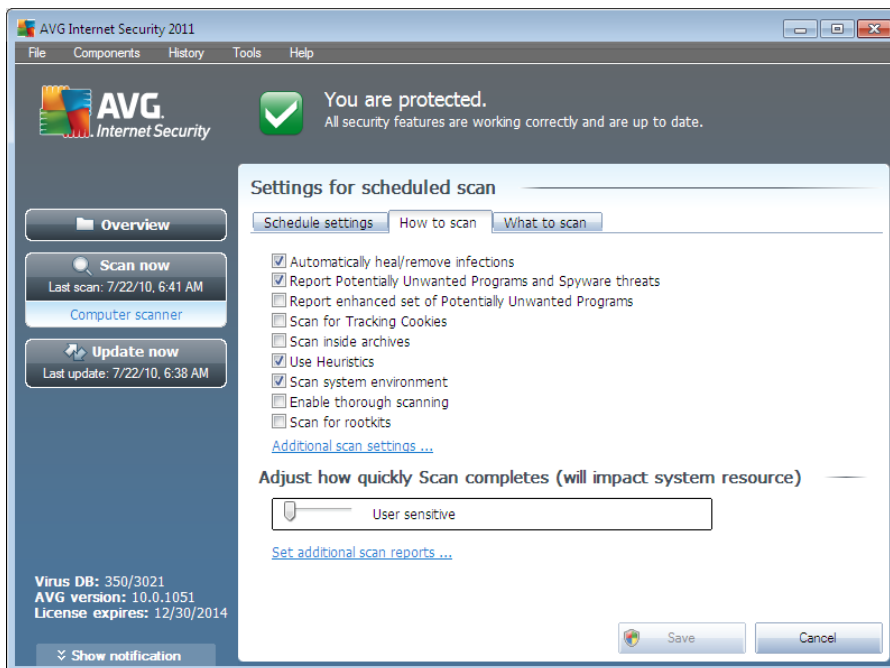 AVG Internet Security 2011
File Components History Tools Help
AVG.
Internet Security
You are protected.
All security features are working correctly and are up to date.
Overview
Scan now
Last scan: 7/22/10, 6:41 AM
Computer scanner
Update now
Last update: 7/22/10, 6:38 AM
Settings for scheduled scan
Schedule settings How to scan What to scan
Automatically heal/remove infections
Report Potentially Unwanted Programs and Spyware threats
Report enhanced set of Potentially Unwanted Programs
Scan for Tracking Cookies
Scan inside archives
Use Heuristics
Scan system environment
Enable thorough scanning
Scan for rootkits
Additional scan settings ...
Adjust how quickly Scan completes (will impact system resource)
User sensitive
Set additional scan reports ...
Virus DB: 350/3021
AVG version: 10.0.1051
License expires: 12/30/2014
Show notification
Save Cancel